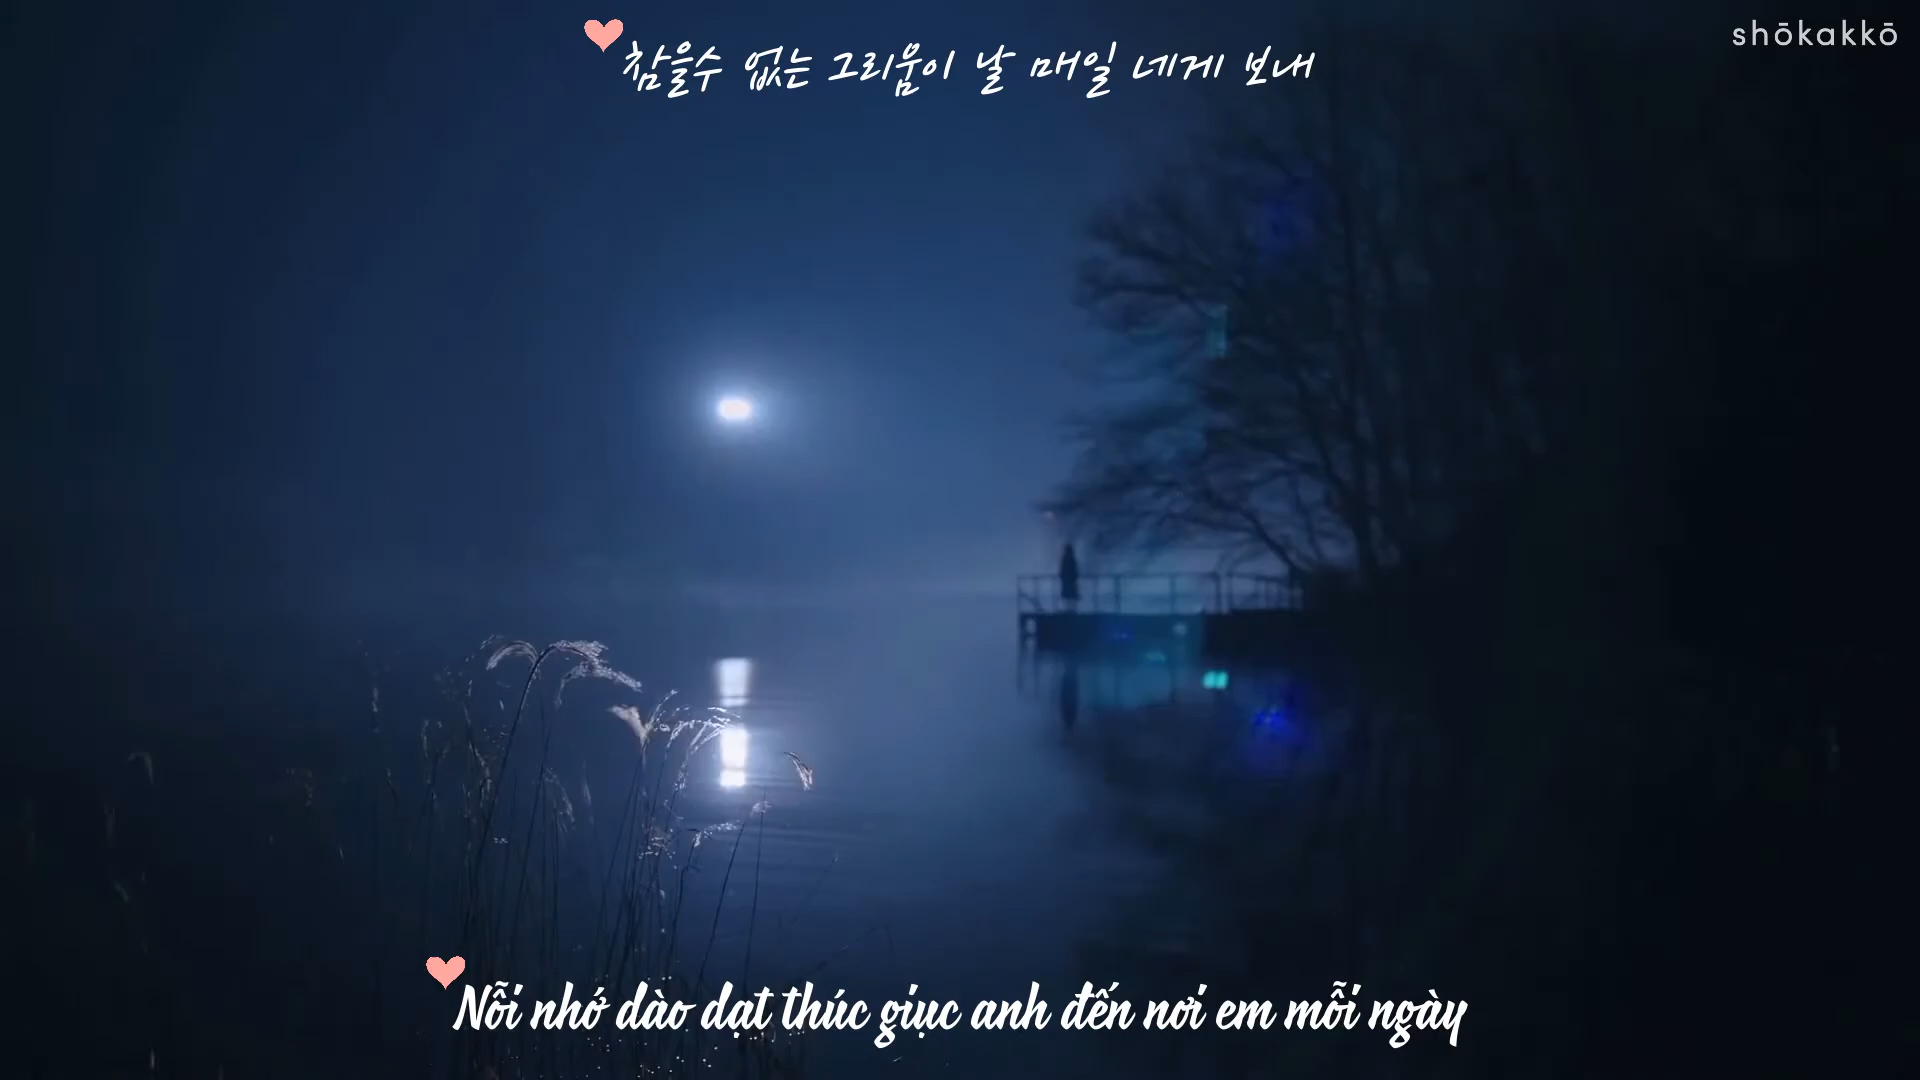 shōkakkō
참을수 없는 그리움이 날 매일 네게 보내
Nỗi nhớ dào dạt thúc giục anh đến nơi em mỗi ngày